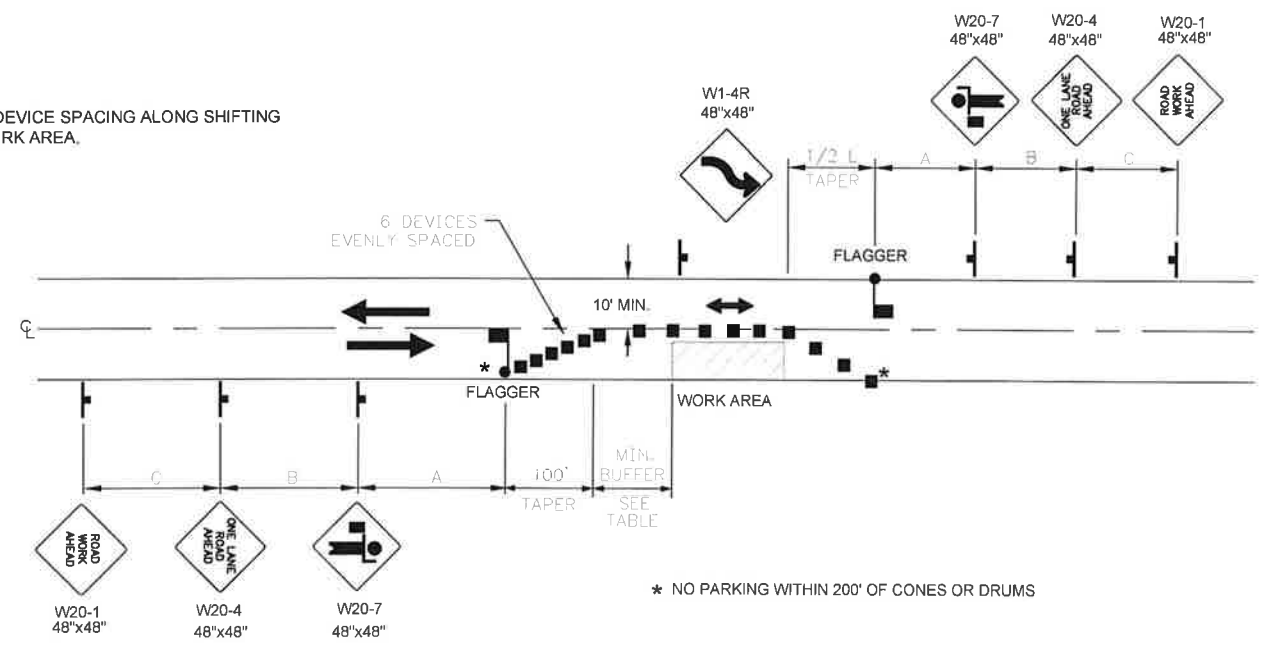 DEVICE SPACING ALONG SHIFTING
RK AREA.
W20-7
48"x48"
W20-4
48"x48"
W20-1
48"x48"
ONE LANE
ROAD
AHEAD
ROAD
WORK
AHEAD
W1-4R
48"x48"
1/2 L
TAPER
A
B
C
6 DEVICES
EVENLY SPACED
FLAGGER
10' MIN.
CL
*
FLAGGER
*
WORK AREA
C
B
A
100'
TAPER
MIN.
BUFFER
SEE
TABLE
ROAD
WORK
AHEAD
ONE LANE
ROAD
AHEAD
W20-1
48"x48"
W20-4
48"x48"
W20-7
48"x48"
* NO PARKING WITHIN 200' OF CONES OR DRUMS